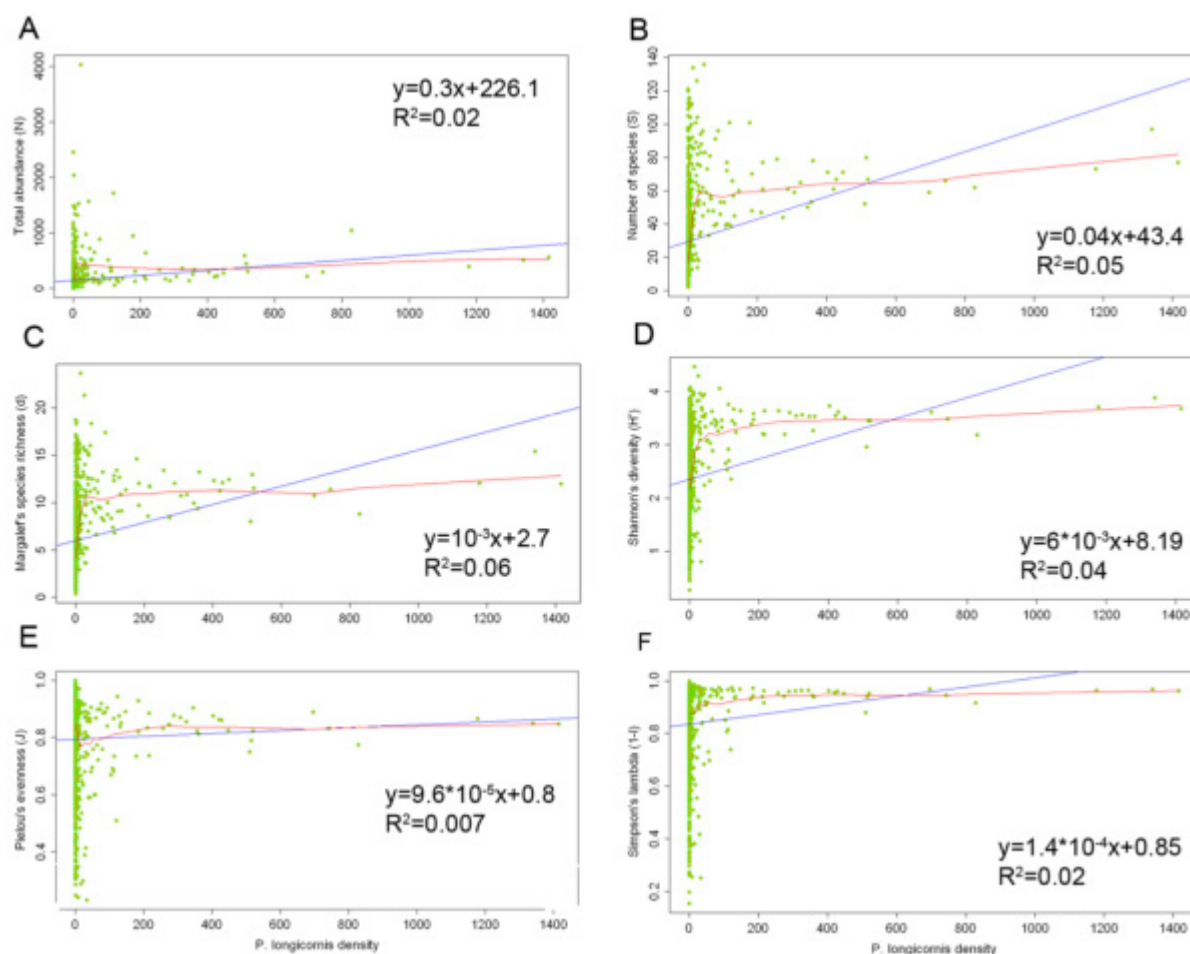 A
Total abundance (N)
4000
3000
2000
1000
0
y=0.3x+226.1
R²=0.02
0 200 400 600 800 1000 1200 1400
B
Number of species (S)
140
120
100
80
60
40
20
0
y=0.04x+43.4
R²=0.05
0 200 400 600 800 1000 1200 1400
C
Margalef's species richness (d)
20
15
10
5
0
y=10⁻³x+2.7
R²=0.06
0 200 400 600 800 1000 1200 1400
D
Shannon's diversity (H')
4
3
2
1
y=6*10⁻³x+8.19
R²=0.04
0 200 400 600 800 1000 1200 1400
E
Pielou's evenness (J)
1.0
0.8
0.6
0.4
y=9.6*10⁻⁵x+0.8
R²=0.007
0 200 400 600 800 1000 1200 1400
P. longicornis density
F
Simpson's lambda (1-l)
1.0
0.8
0.6
0.4
0.2
y=1.4*10⁻⁴x+0.85
R²=0.02
0 200 400 600 800 1000 1200 1400
P. longicornis density